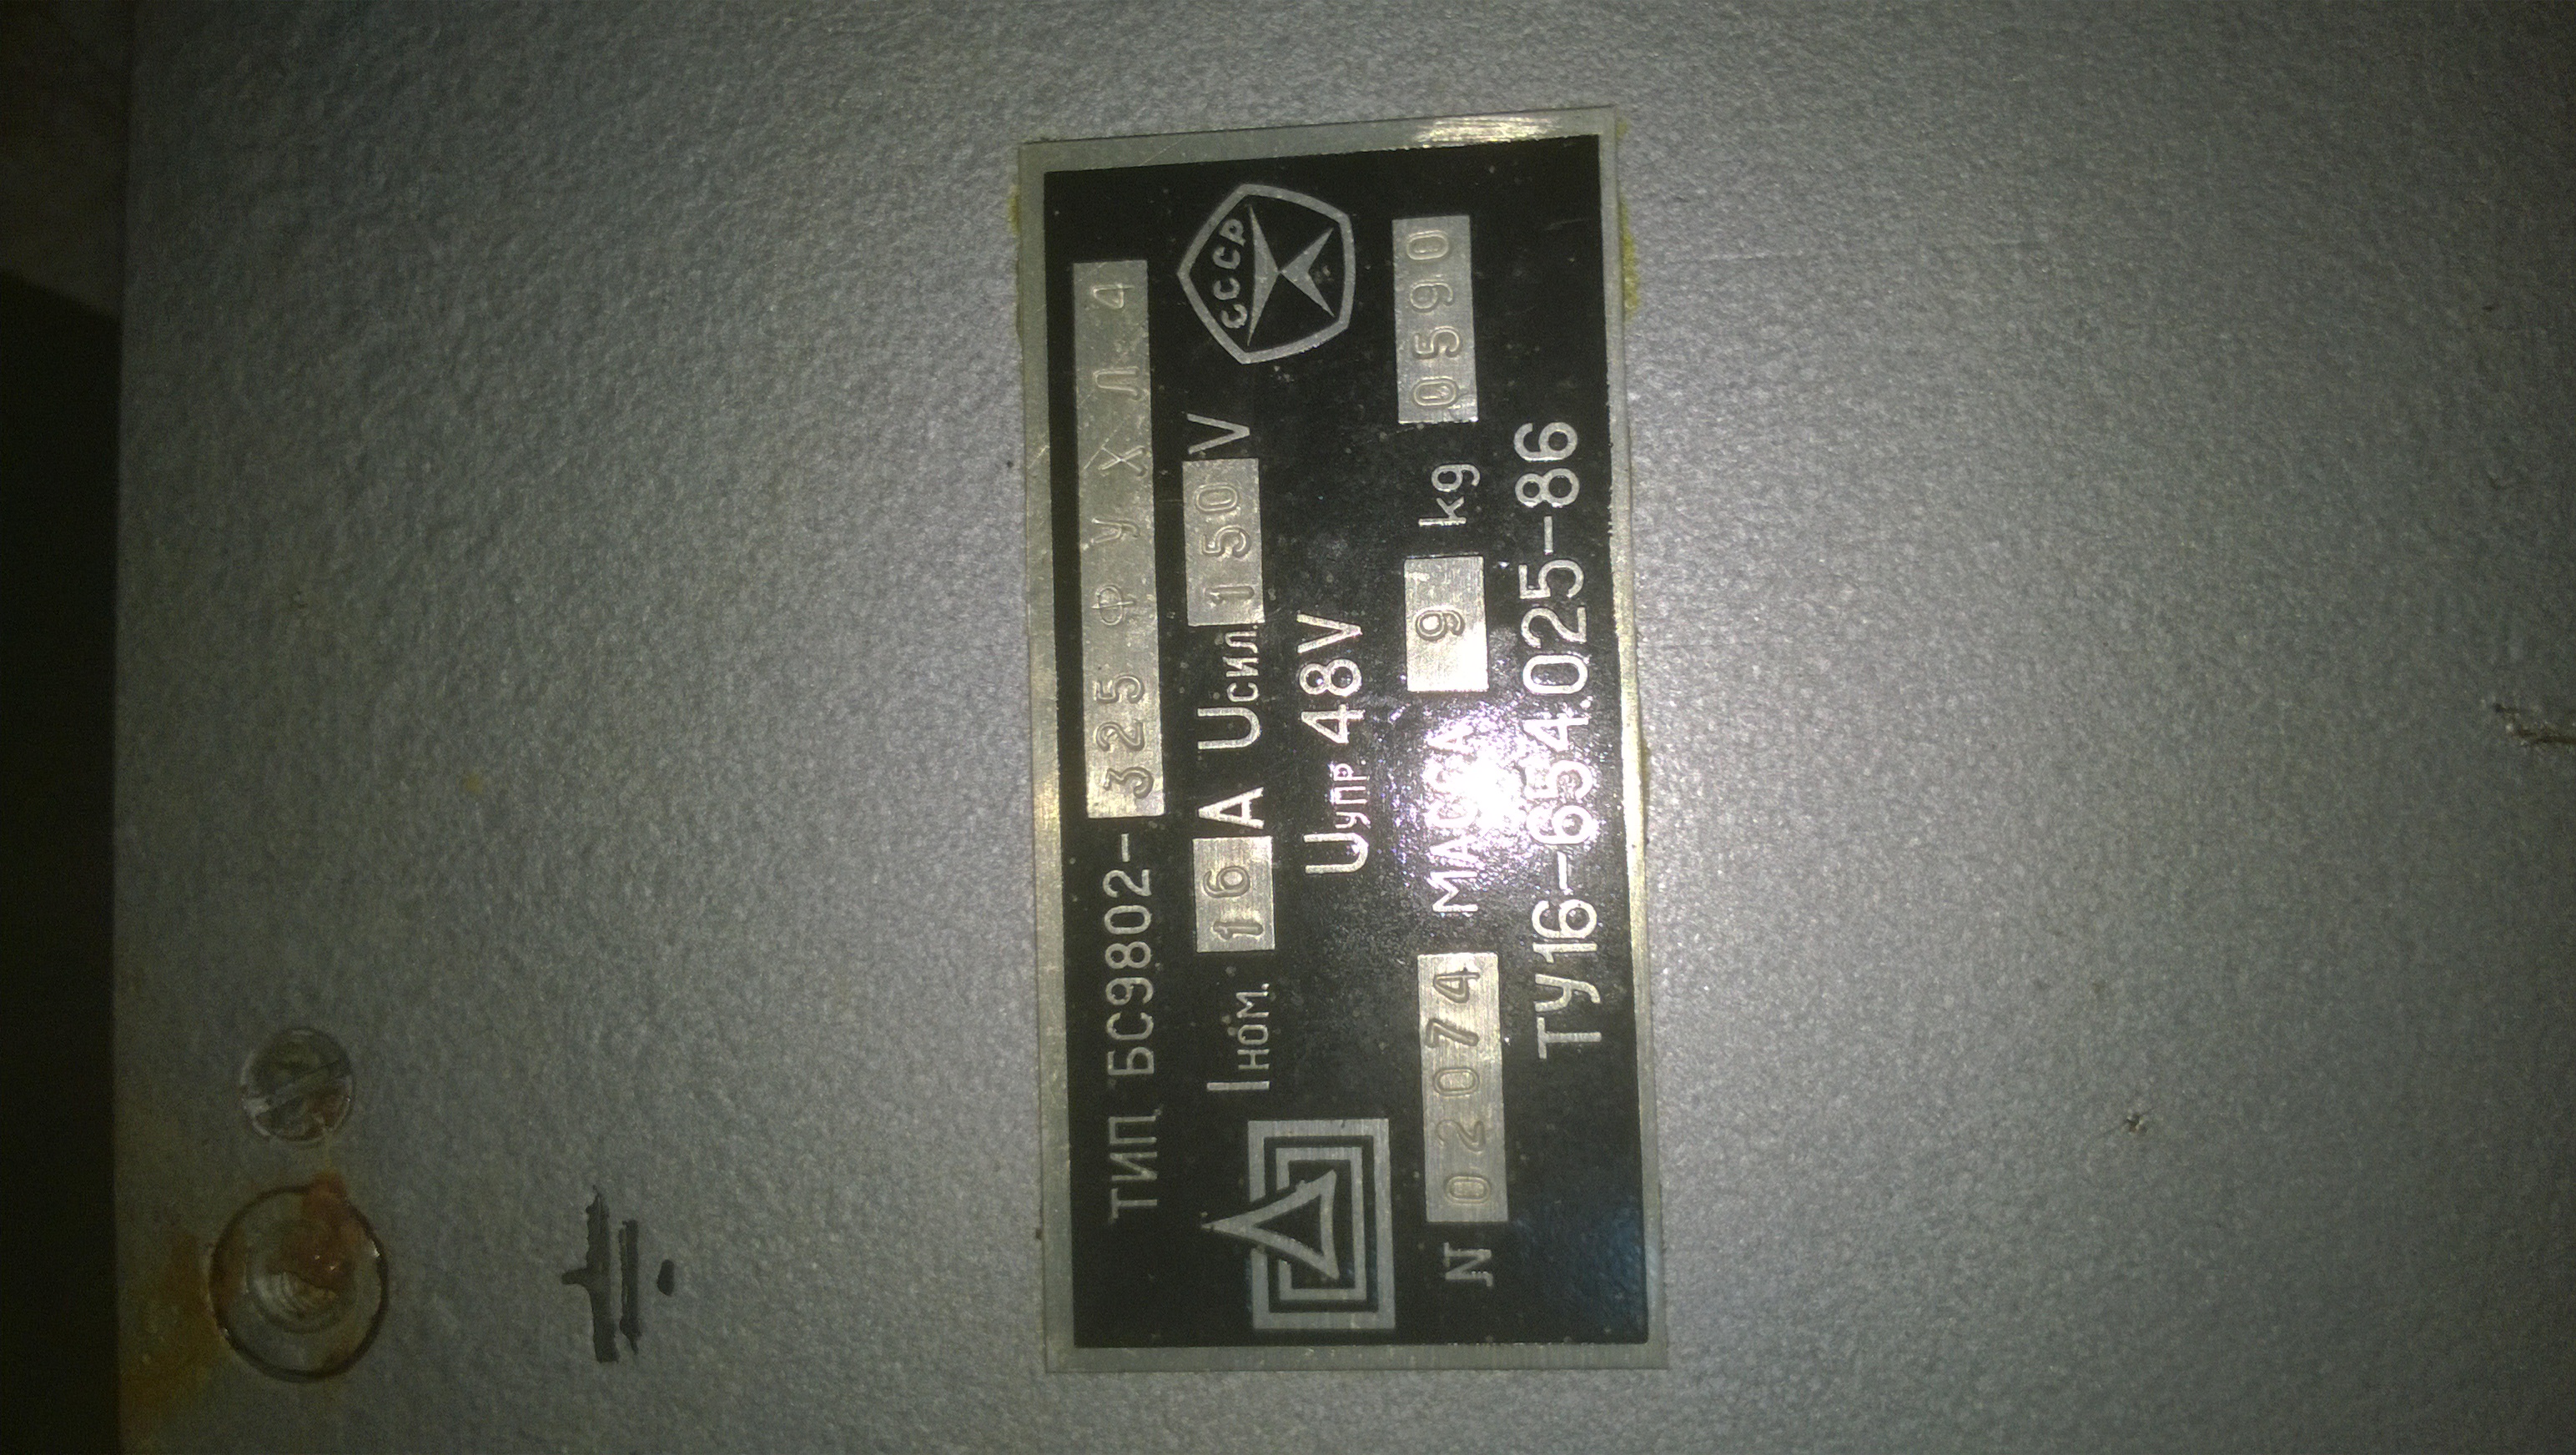 ТИП БС9802-325ФУХЛ4
Iном. 16 А Uсил. 150 V
СССР
Uупр. 48V
N 02074 МАССА 9 kg 0590
ТУ16-654.025-86